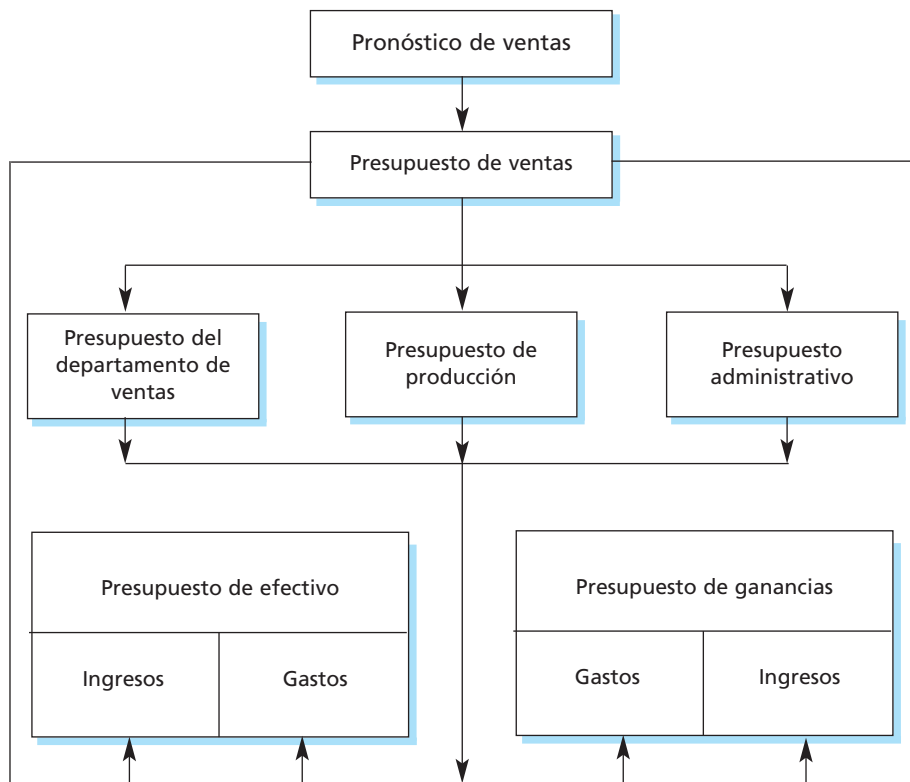 Pronóstico de ventas
Presupuesto de ventas
Presupuesto del
departamento de
ventas
Presupuesto de
producción
Presupuesto
administrativo
Presupuesto de efectivo
Ingresos
Gastos
Presupuesto de ganancias
Gastos
Ingresos